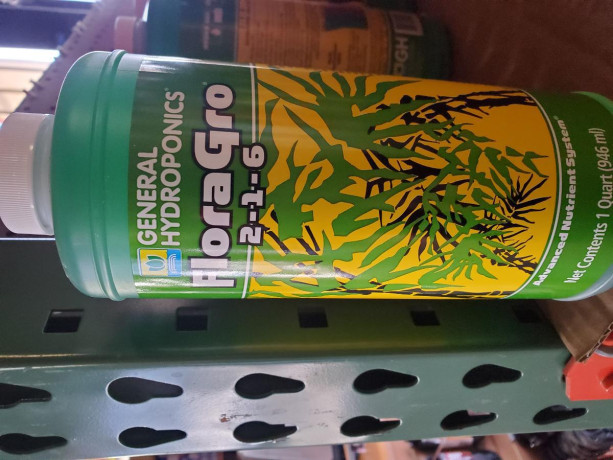 GENERAL
HYDROPONICS®
FloraGro®
2-1-6
Advanced Nutrient System®
Net Contents 1 Quart (946 ml)